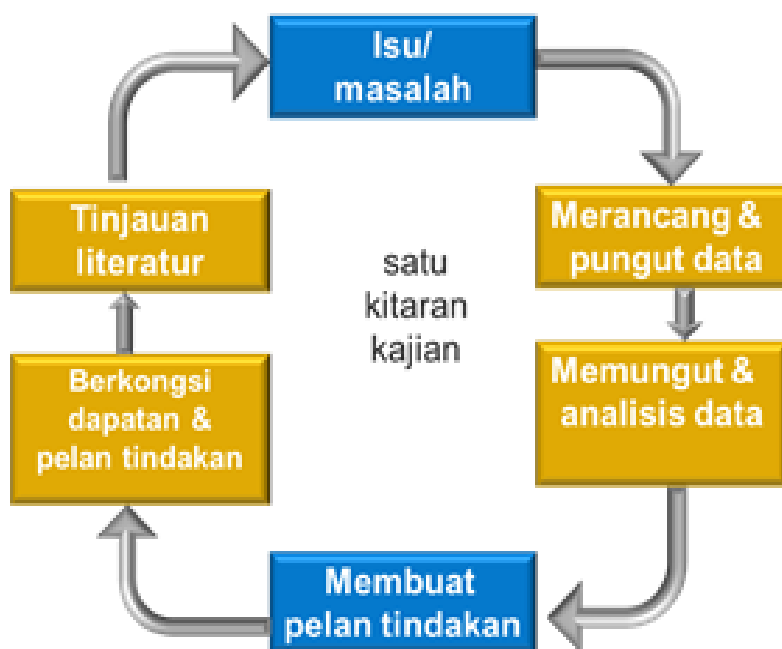 Isu/
masalah
Merancang &
pungut data
Memungut &
analisis data
Membuat
pelan tindakan
Berkongsi
dapatan &
pelan tindakan
Tinjauan
literatur
satu
kitaran
kajian